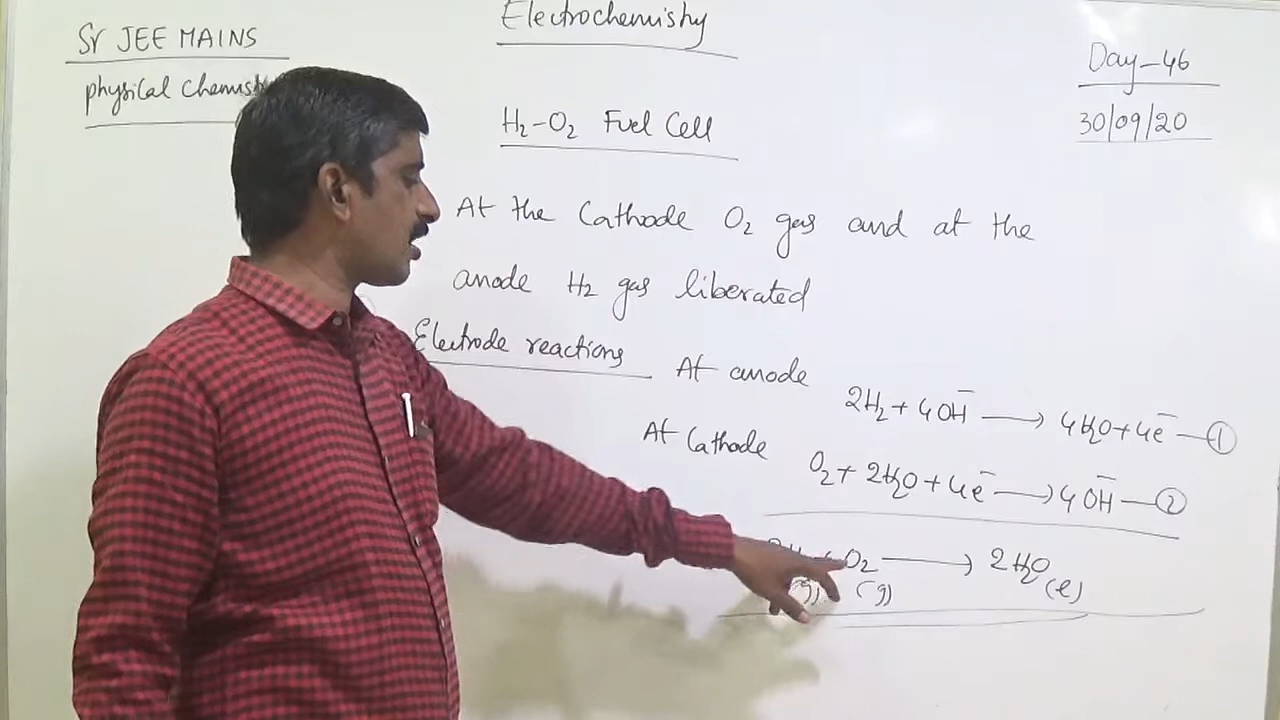 Sr JEE MAINS
physical Chemist
Electrochemistry
Day-46
30/09/20
H₂-O₂ Fuel Cell
At the Cathode O₂ gas and at the
anode H₂ gas liberated
Electrode reactions
At anode
2H₂ + 4OH⁻ ⟶ 4H₂O + 4e⁻ —①
At Cathode
O₂ + 2H₂O + 4e⁻ ⟶ 4OH⁻ —②
O₂ (g) ⟶ 2H₂O (l)